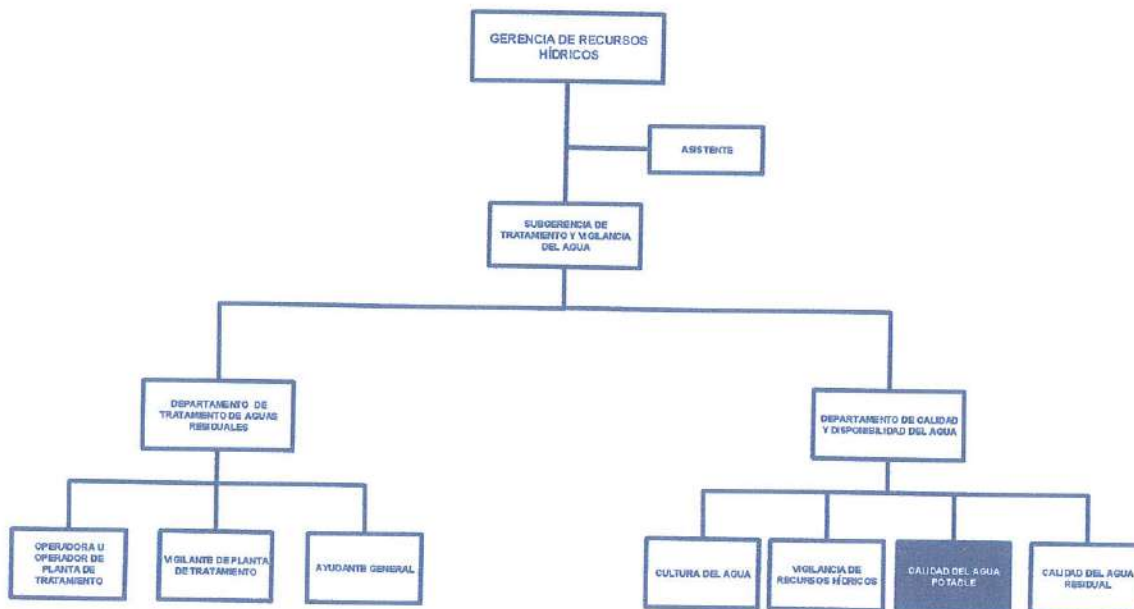 GERENCIA DE RECURSOS
HÍDRICOS
ASISTENTE
SUBGERENCIA DE
TRATAMIENTO Y VIGILANCIA
DEL AGUA
DEPARTAMENTO DE
TRATAMIENTO DE AGUAS
RESIDUALES
DEPARTAMENTO DE CALIDAD
Y DISPONIBILIDAD DEL AGUA
OPERADORA U
OPERADOR DE
PLANTA DE
TRATAMIENTO
VIGILANTE DE PLANTA
DE TRATAMIENTO
AYUDANTE GENERAL
CULTURA DEL AGUA
VIGILANCIA DE
RECURSOS HÍDRICOS
CALIDAD DEL AGUA
POTABLE
CALIDAD DEL AGUA
RESIDUAL